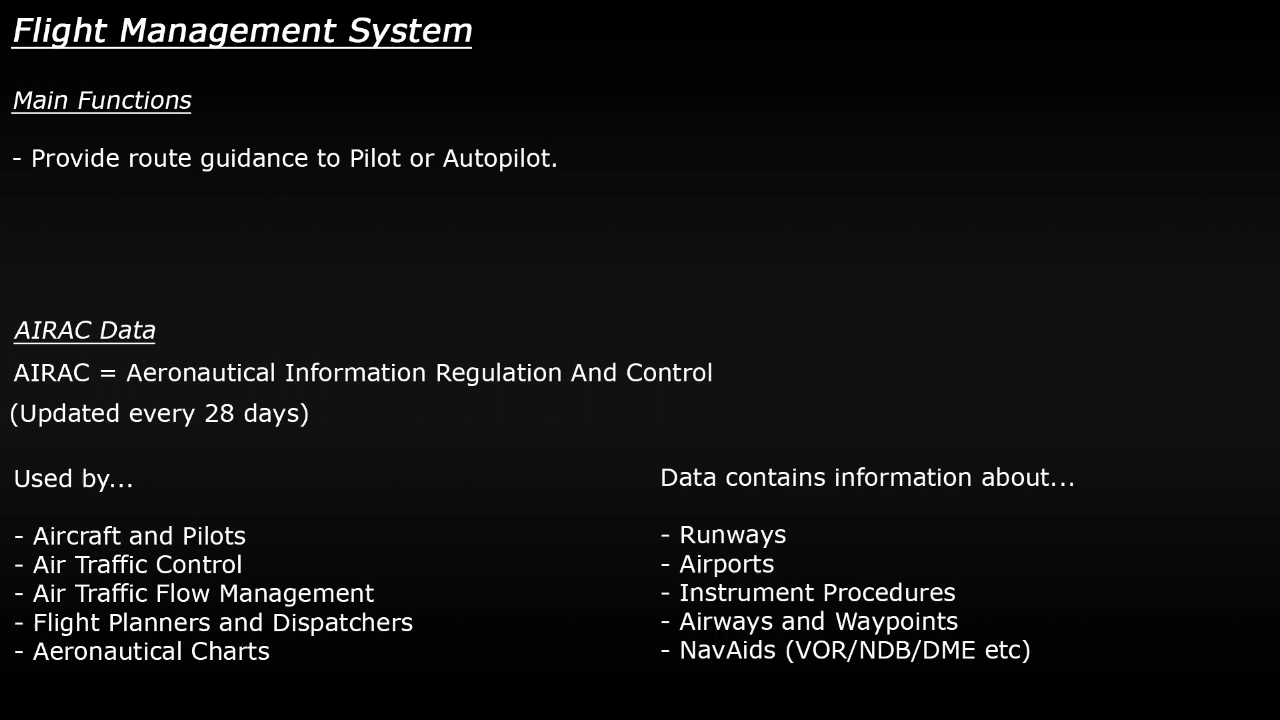 Flight Management System
Main Functions
- Provide route guidance to Pilot or Autopilot.
AIRAC Data
AIRAC = Aeronautical Information Regulation And Control
(Updated every 28 days)
Used by...
- Aircraft and Pilots
- Air Traffic Control
- Air Traffic Flow Management
- Flight Planners and Dispatchers
- Aeronautical Charts
Data contains information about...
- Runways
- Airports
- Instrument Procedures
- Airways and Waypoints
- NavAids (VOR/NDB/DME etc)